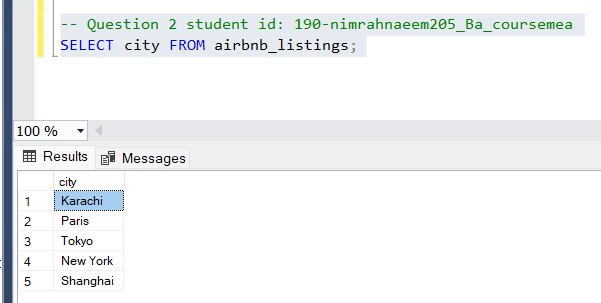 -- Question 2 student id: 190-nimrahnaeem205_Ba_coursemea
SELECT city FROM airbnb_listings;
100 %
Results Messages
city
1 Karachi
2 Paris
3 Tokyo
4 New York
5 Shanghai